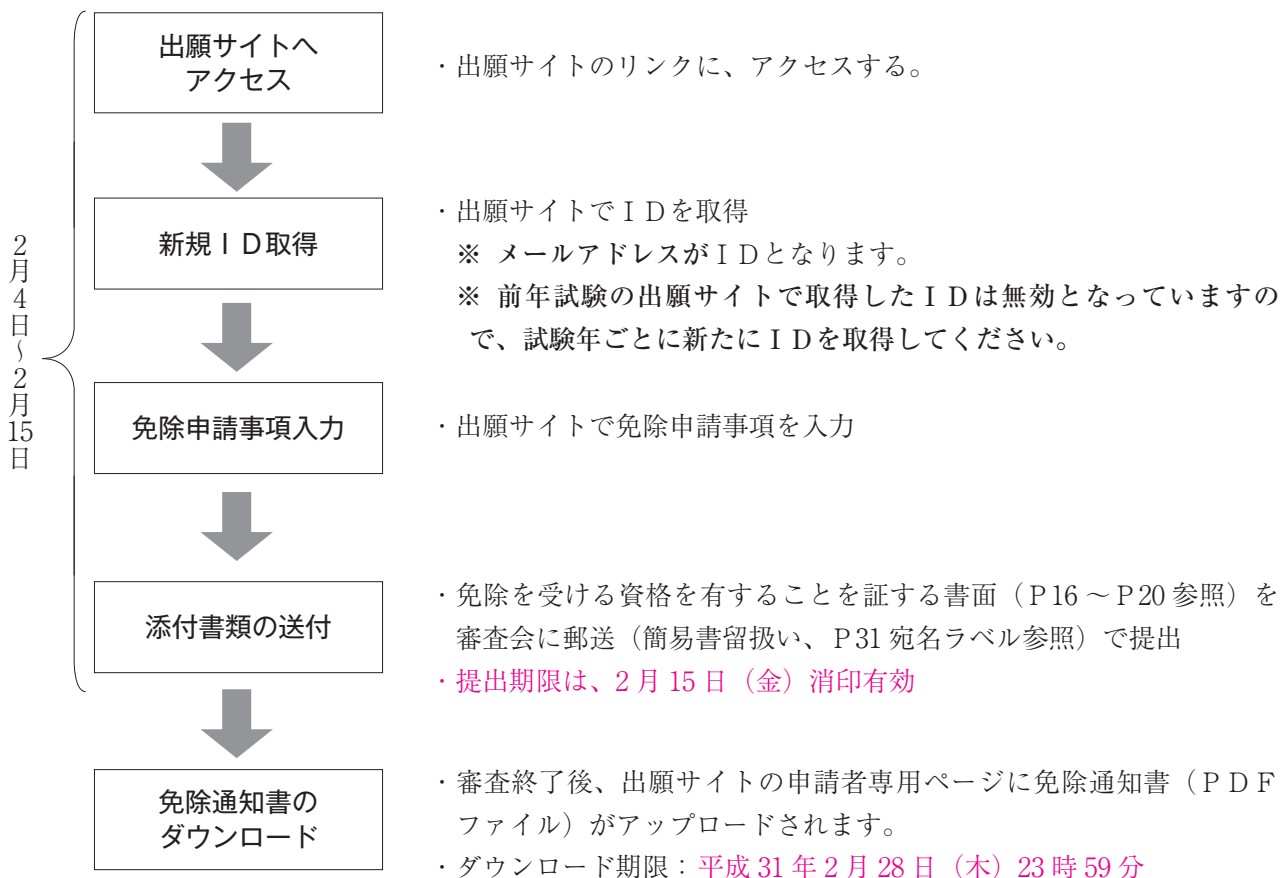 2月4日～2月15日
出願サイトへ
アクセス
・出願サイトのリンクに、アクセスする。
新規ＩＤ取得
・出願サイトでＩＤを取得
※ メールアドレスがＩＤとなります。
※ 前年試験の出願サイトで取得したＩＤは無効となっていますの
で、試験年ごとに新たにＩＤを取得してください。
免除申請事項入力
・出願サイトで免除申請事項を入力
添付書類の送付
・免除を受ける資格を有することを証する書面（Ｐ16～Ｐ20参照）を
審査会に郵送（簡易書留扱い、Ｐ31宛名ラベル参照）で提出
・提出期限は、2月15日（金）消印有効
免除通知書の
ダウンロード
・審査終了後、出願サイトの申請者専用ページに免除通知書（ＰＤＦ
ファイル）がアップロードされます。
・ダウンロード期限：平成31年2月28日（木）23時59分